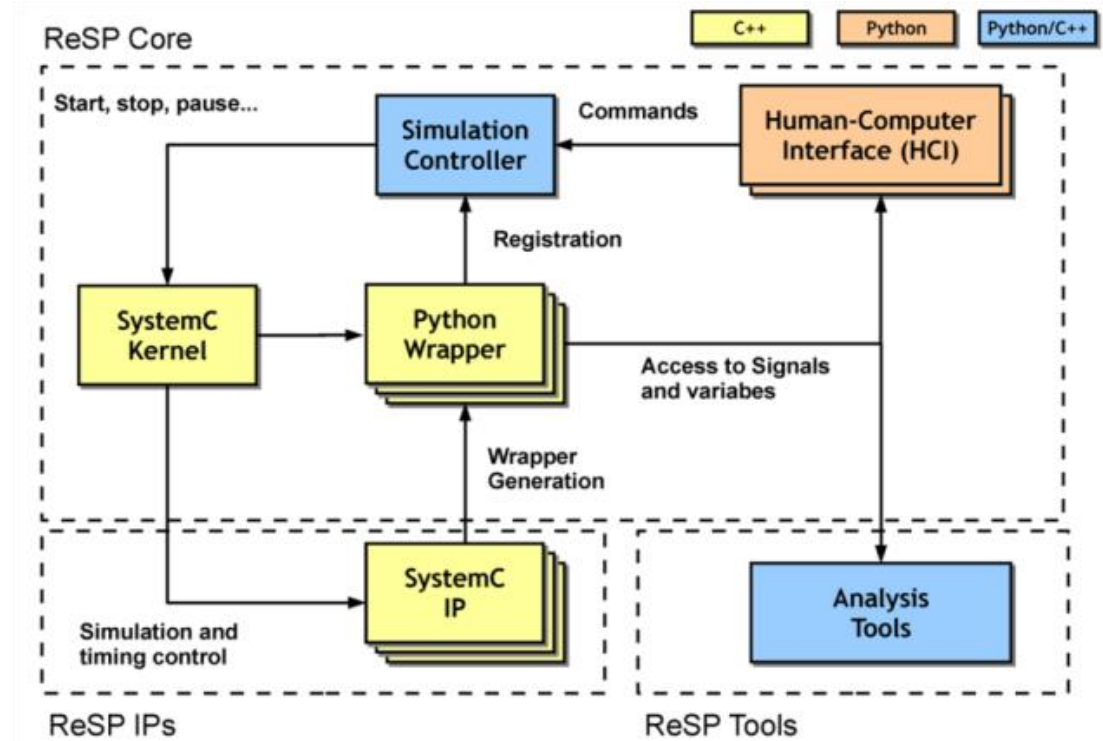 ReSP Core
C++
Python
Python/C++
Start, stop, pause...
Simulation
Controller
Commands
Human-Computer
Interface (HCI)
Registration
SystemC
Kernel
Python
Wrapper
Access to Signals
and variabes
Wrapper
Generation
SystemC
IP
Simulation and
timing control
Analysis
Tools
ReSP IPs
ReSP Tools